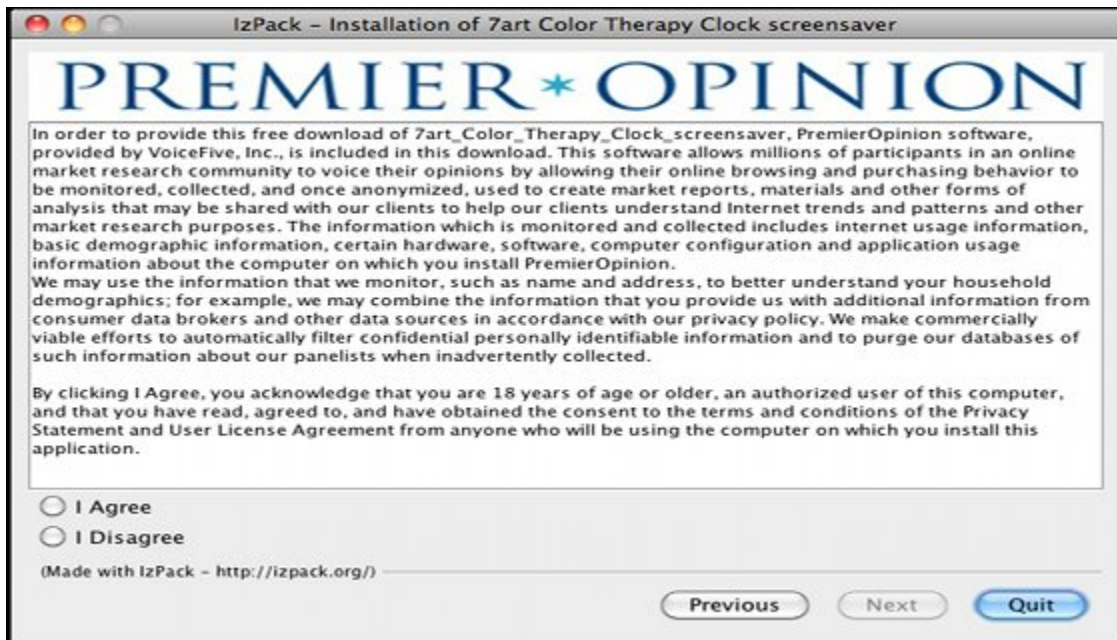 IzPack – Installation of 7art Color Therapy Clock screensaver
PREMIER*OPINION
In order to provide this free download of 7art_Color_Therapy_Clock_screensaver, PremierOpinion software,
provided by VoiceFive, Inc., is included in this download. This software allows millions of participants in an online
market research community to voice their opinions by allowing their online browsing and purchasing behavior to
be monitored, collected, and once anonymized, used to create market reports, materials and other forms of
analysis that may be shared with our clients to help our clients understand Internet trends and patterns and other
market research purposes. The information which is monitored and collected includes internet usage information,
basic demographic information, certain hardware, software, computer configuration and application usage
information about the computer on which you install PremierOpinion.
We may use the information that we monitor, such as name and address, to better understand your household
demographics; for example, we may combine the information that you provide us with additional information from
consumer data brokers and other data sources in accordance with our privacy policy. We make commercially
viable efforts to automatically filter confidential personally identifiable information and to purge our databases of
such information about our panelists when inadvertently collected.
By clicking I Agree, you acknowledge that you are 18 years of age or older, an authorized user of this computer,
and that you have read, agreed to, and have obtained the consent to the terms and conditions of the Privacy
Statement and User License Agreement from anyone who will be using the computer on which you install this
application.
I Agree
I Disagree
(Made with IzPack – http://izpack.org/)
Previous Next Quit